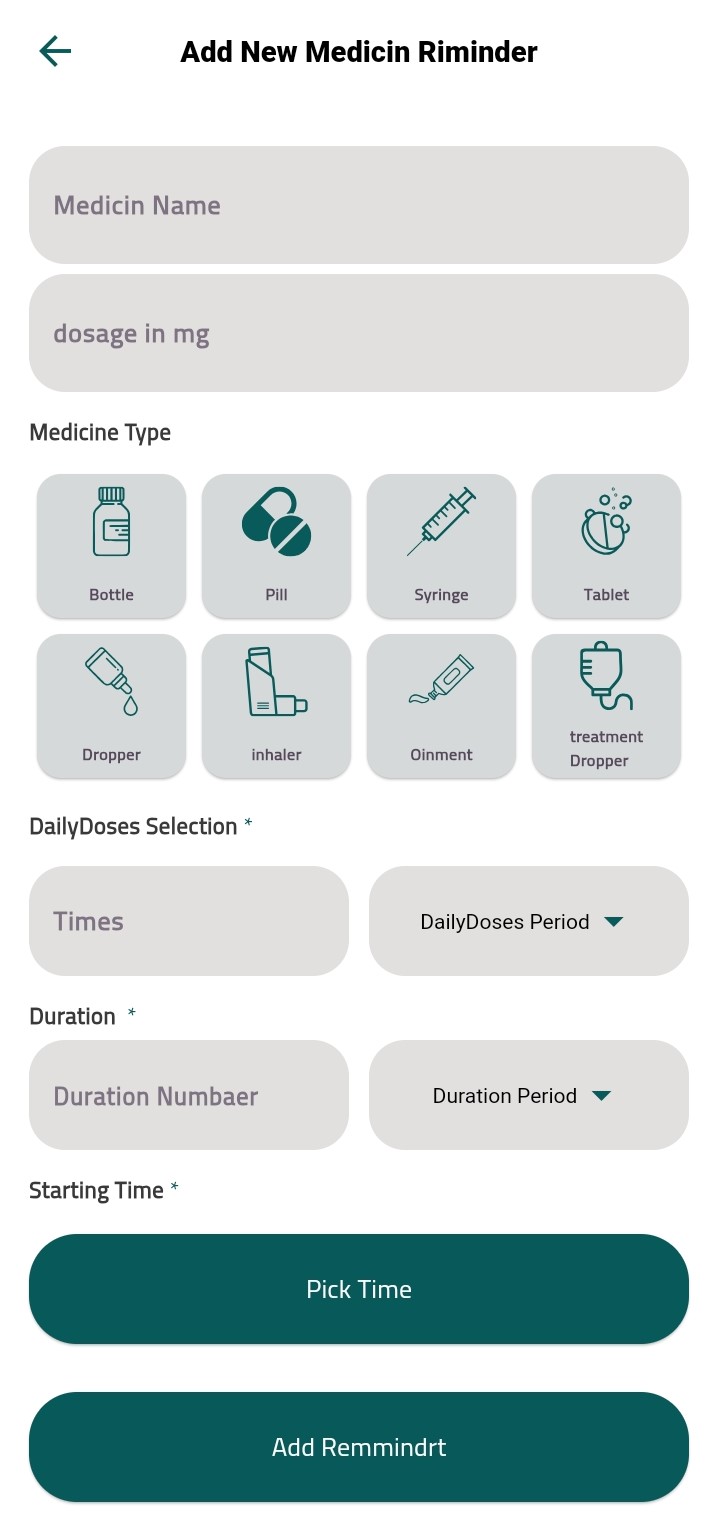 Add New Medicin Riminder
Medicin Name
dosage in mg
Medicine Type
Bottle
Pill
Syringe
Tablet
Dropper
inhaler
Oinment
treatment
Dropper
DailyDoses Selection *
Times
DailyDoses Period
Duration *
Duration Numbaer
Duration Period
Starting Time *
Pick Time
Add Remmindrt